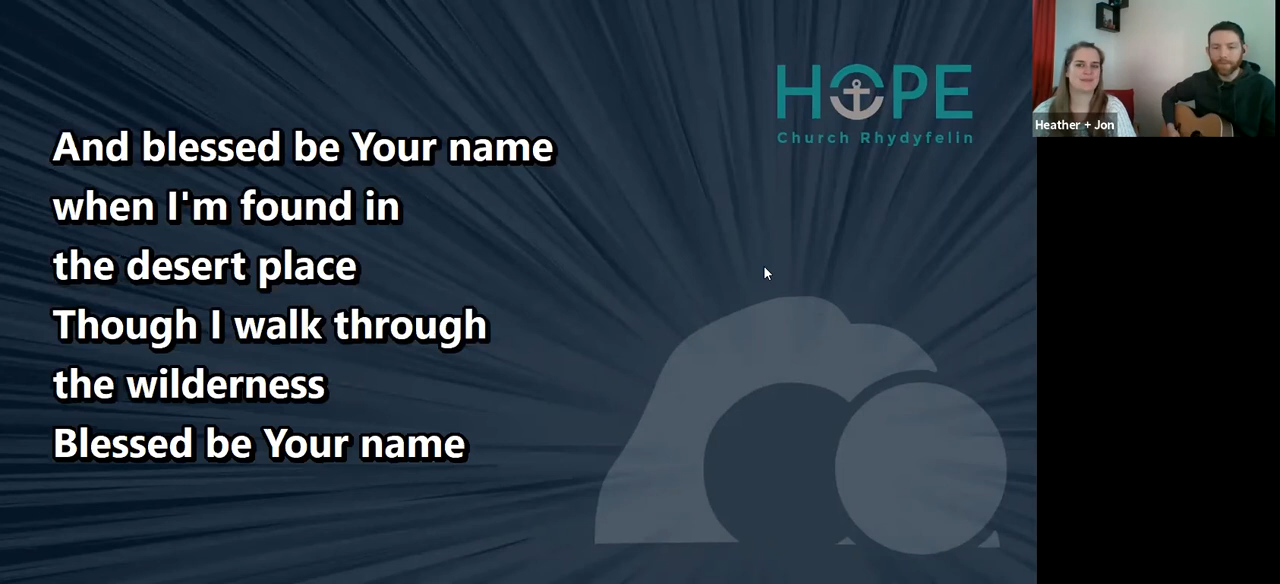 And blessed be Your name
when I'm found in
the desert place
Though I walk through
the wilderness
Blessed be Your name
HOPE
Church Rhydyfelin
Heather + Jon